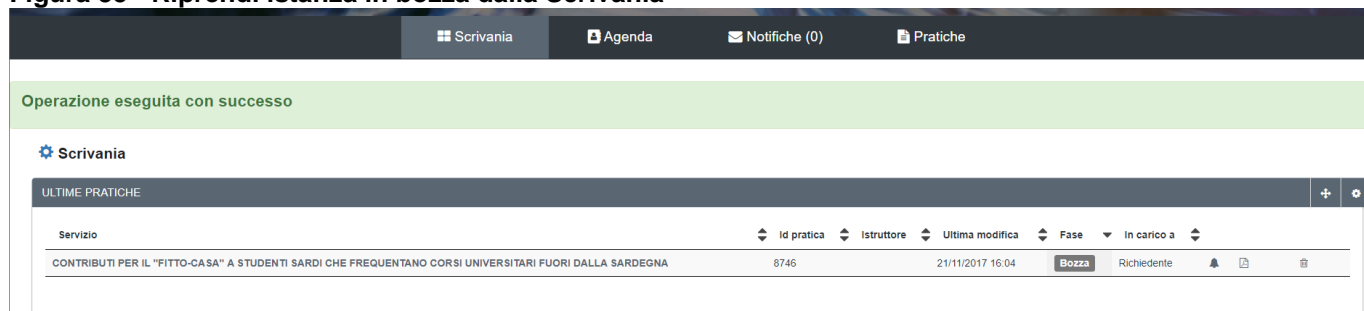 Scrivania Agenda Notifiche (0) Pratiche
Operazione eseguita con successo
Scrivania
ULTIME PRATICHE
Servizio Id pratica Istruttore Ultima modifica Fase In carico a
CONTRIBUTI PER IL "FITTO-CASA" A STUDENTI SARDI CHE FREQUENTANO CORSI UNIVERSITARI FUORI DALLA SARDEGNA 8746 21/11/2017 16:04 Bozza Richiedente